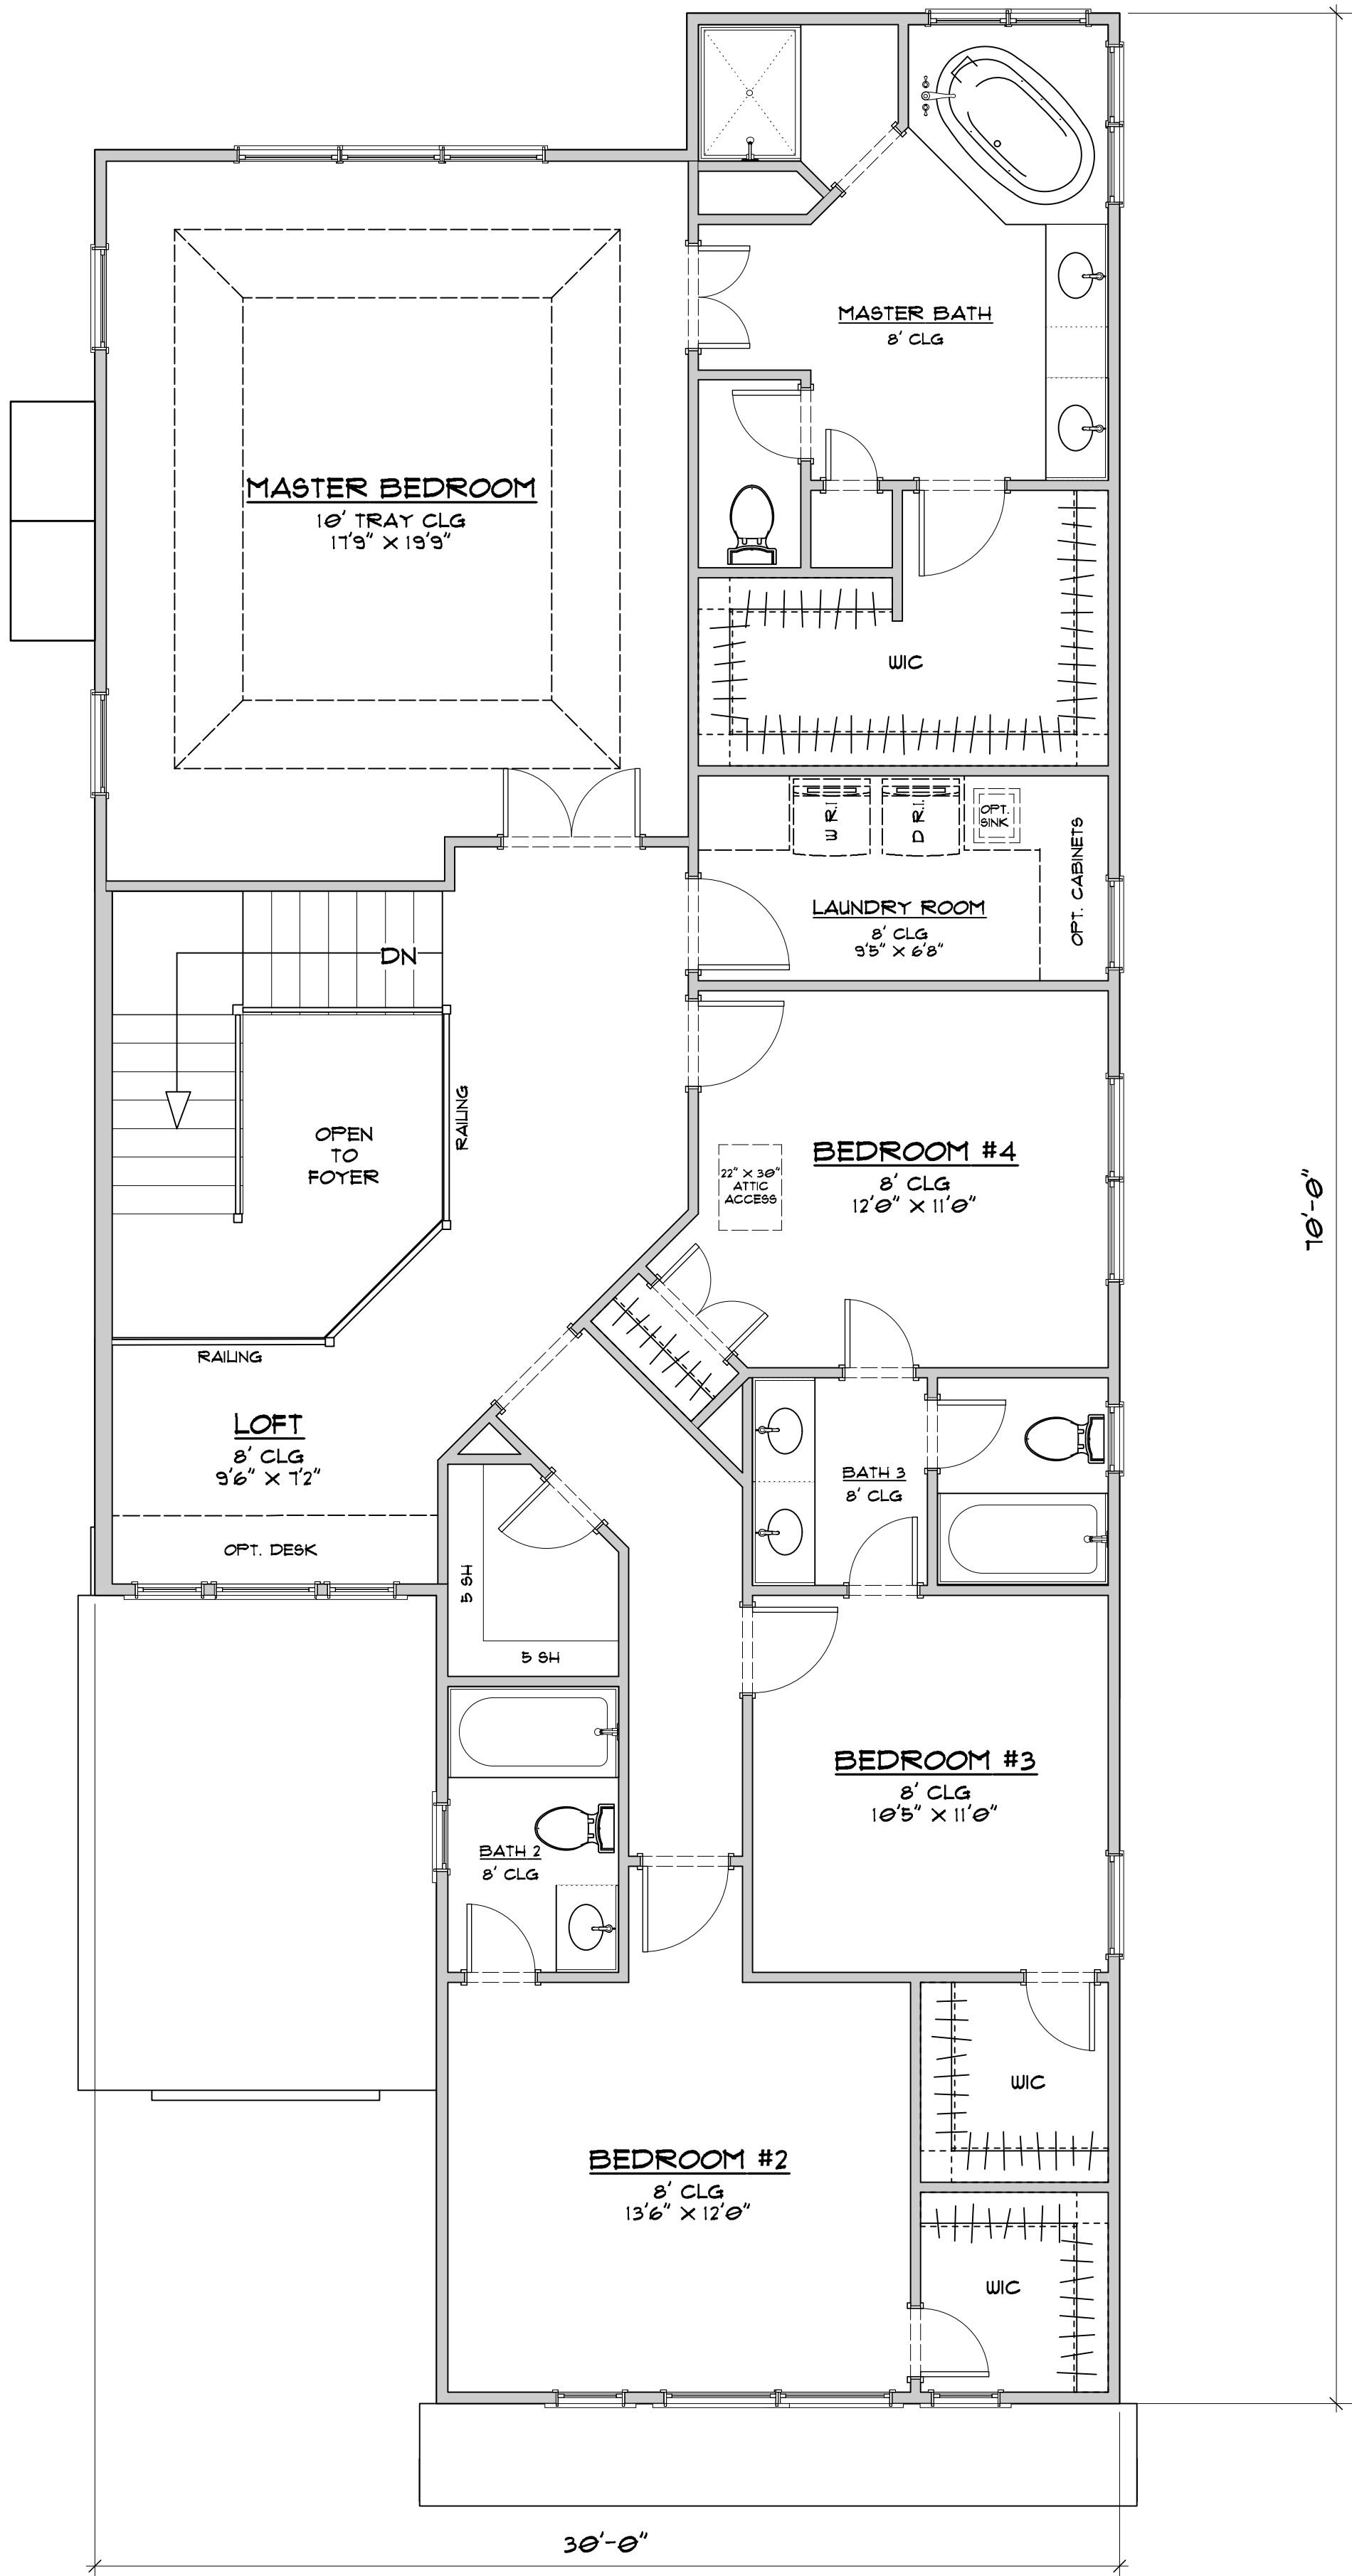 MASTER BATH
8' CLG
MASTER BEDROOM
10' TRAY CLG
17'9" X 19'9"
WIC
W R.I
D R.I.
OPT.
SINK
OPT. CABINETS
LAUNDRY ROOM
8' CLG
9'5" X 6'8"
DN
RAILING
OPEN
TO
FOYER
BEDROOM #4
8' CLG
12'0" X 11'0"
22" X 30"
ATTIC
ACCESS
70'-0"
RAILING
LOFT
8' CLG
9'6" X 7'2"
OPT. DESK
BATH 3
8' CLG
5 SH
5 SH
BEDROOM #3
8' CLG
10'5" X 11'0"
BATH 2
8' CLG
WIC
BEDROOM #2
8' CLG
13'6" X 12'0"
WIC
30'-0"